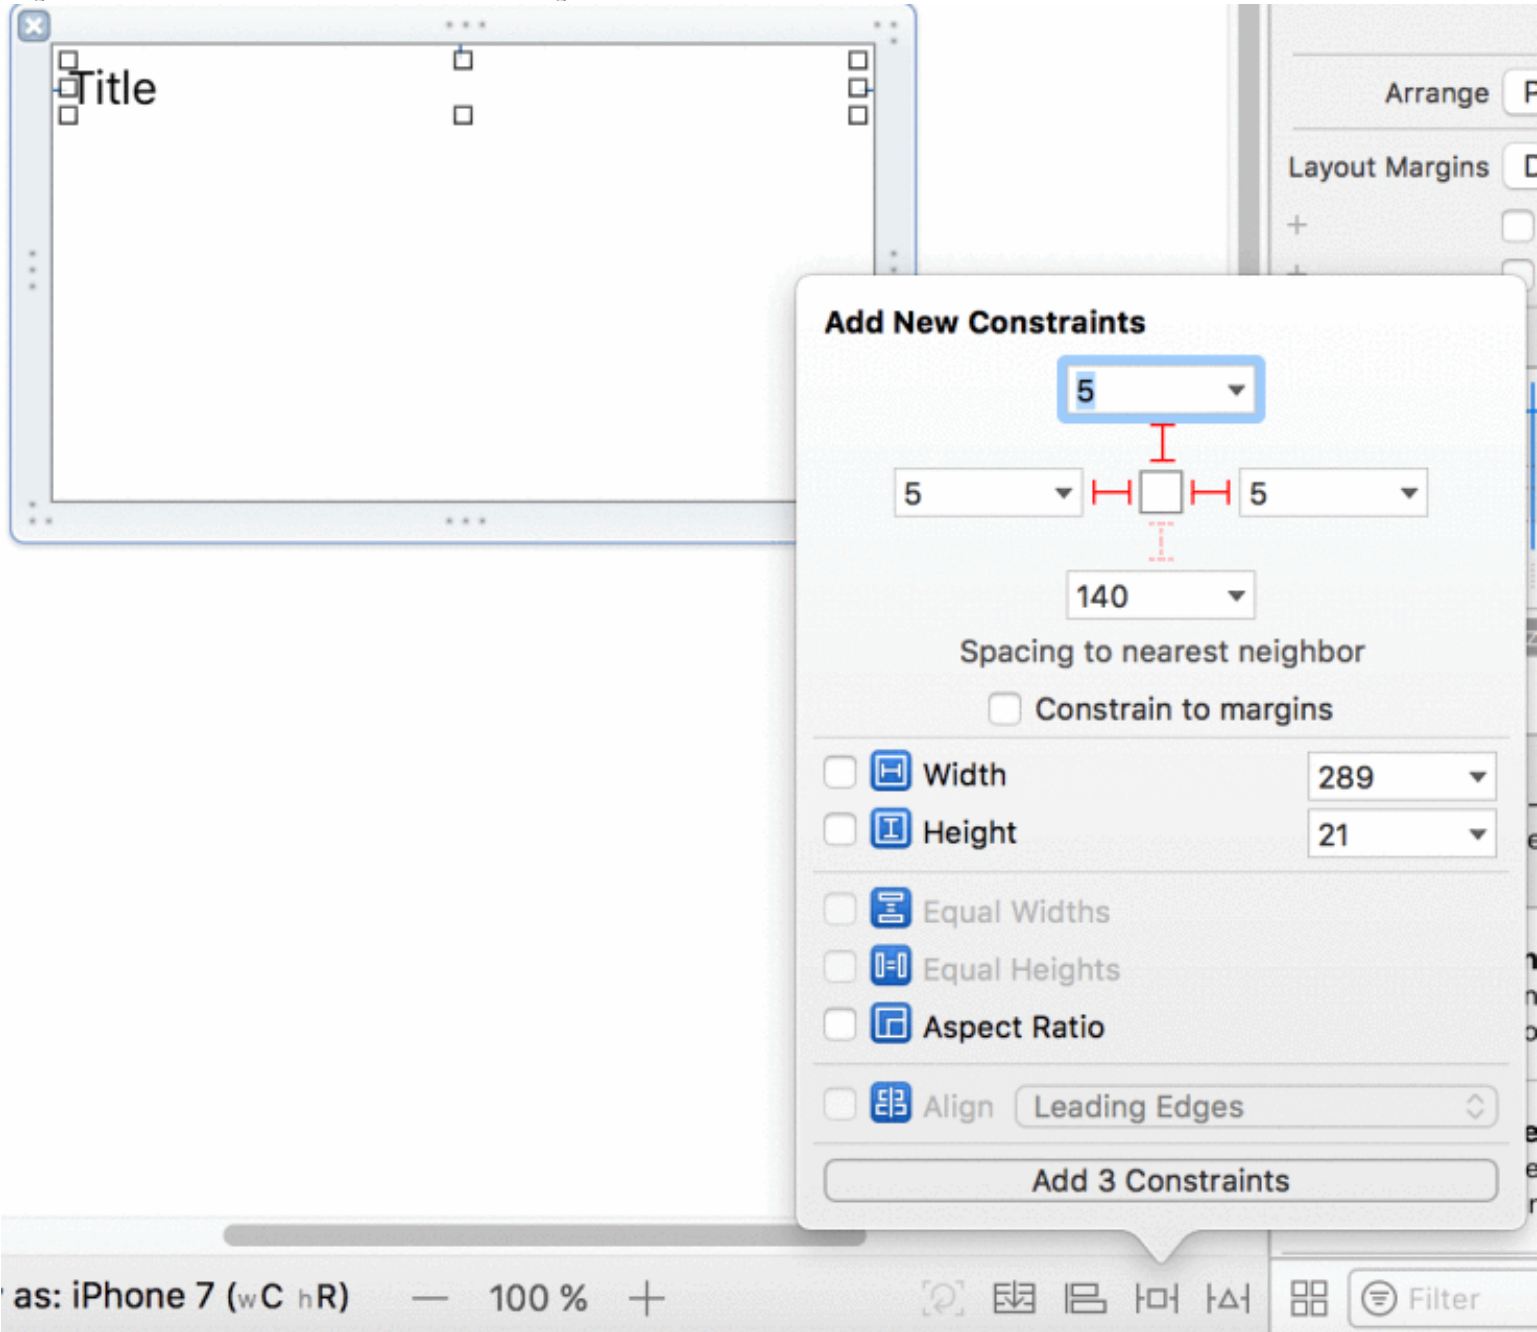 Title
Arrange
Layout Margins
Add New Constraints
5
5 5
140
Spacing to nearest neighbor
Constrain to margins
Width 289
Height 21
Equal Widths
Equal Heights
Aspect Ratio
Align Leading Edges
Add 3 Constraints
as: iPhone 7 (wC hR) — 100 % +
Filter